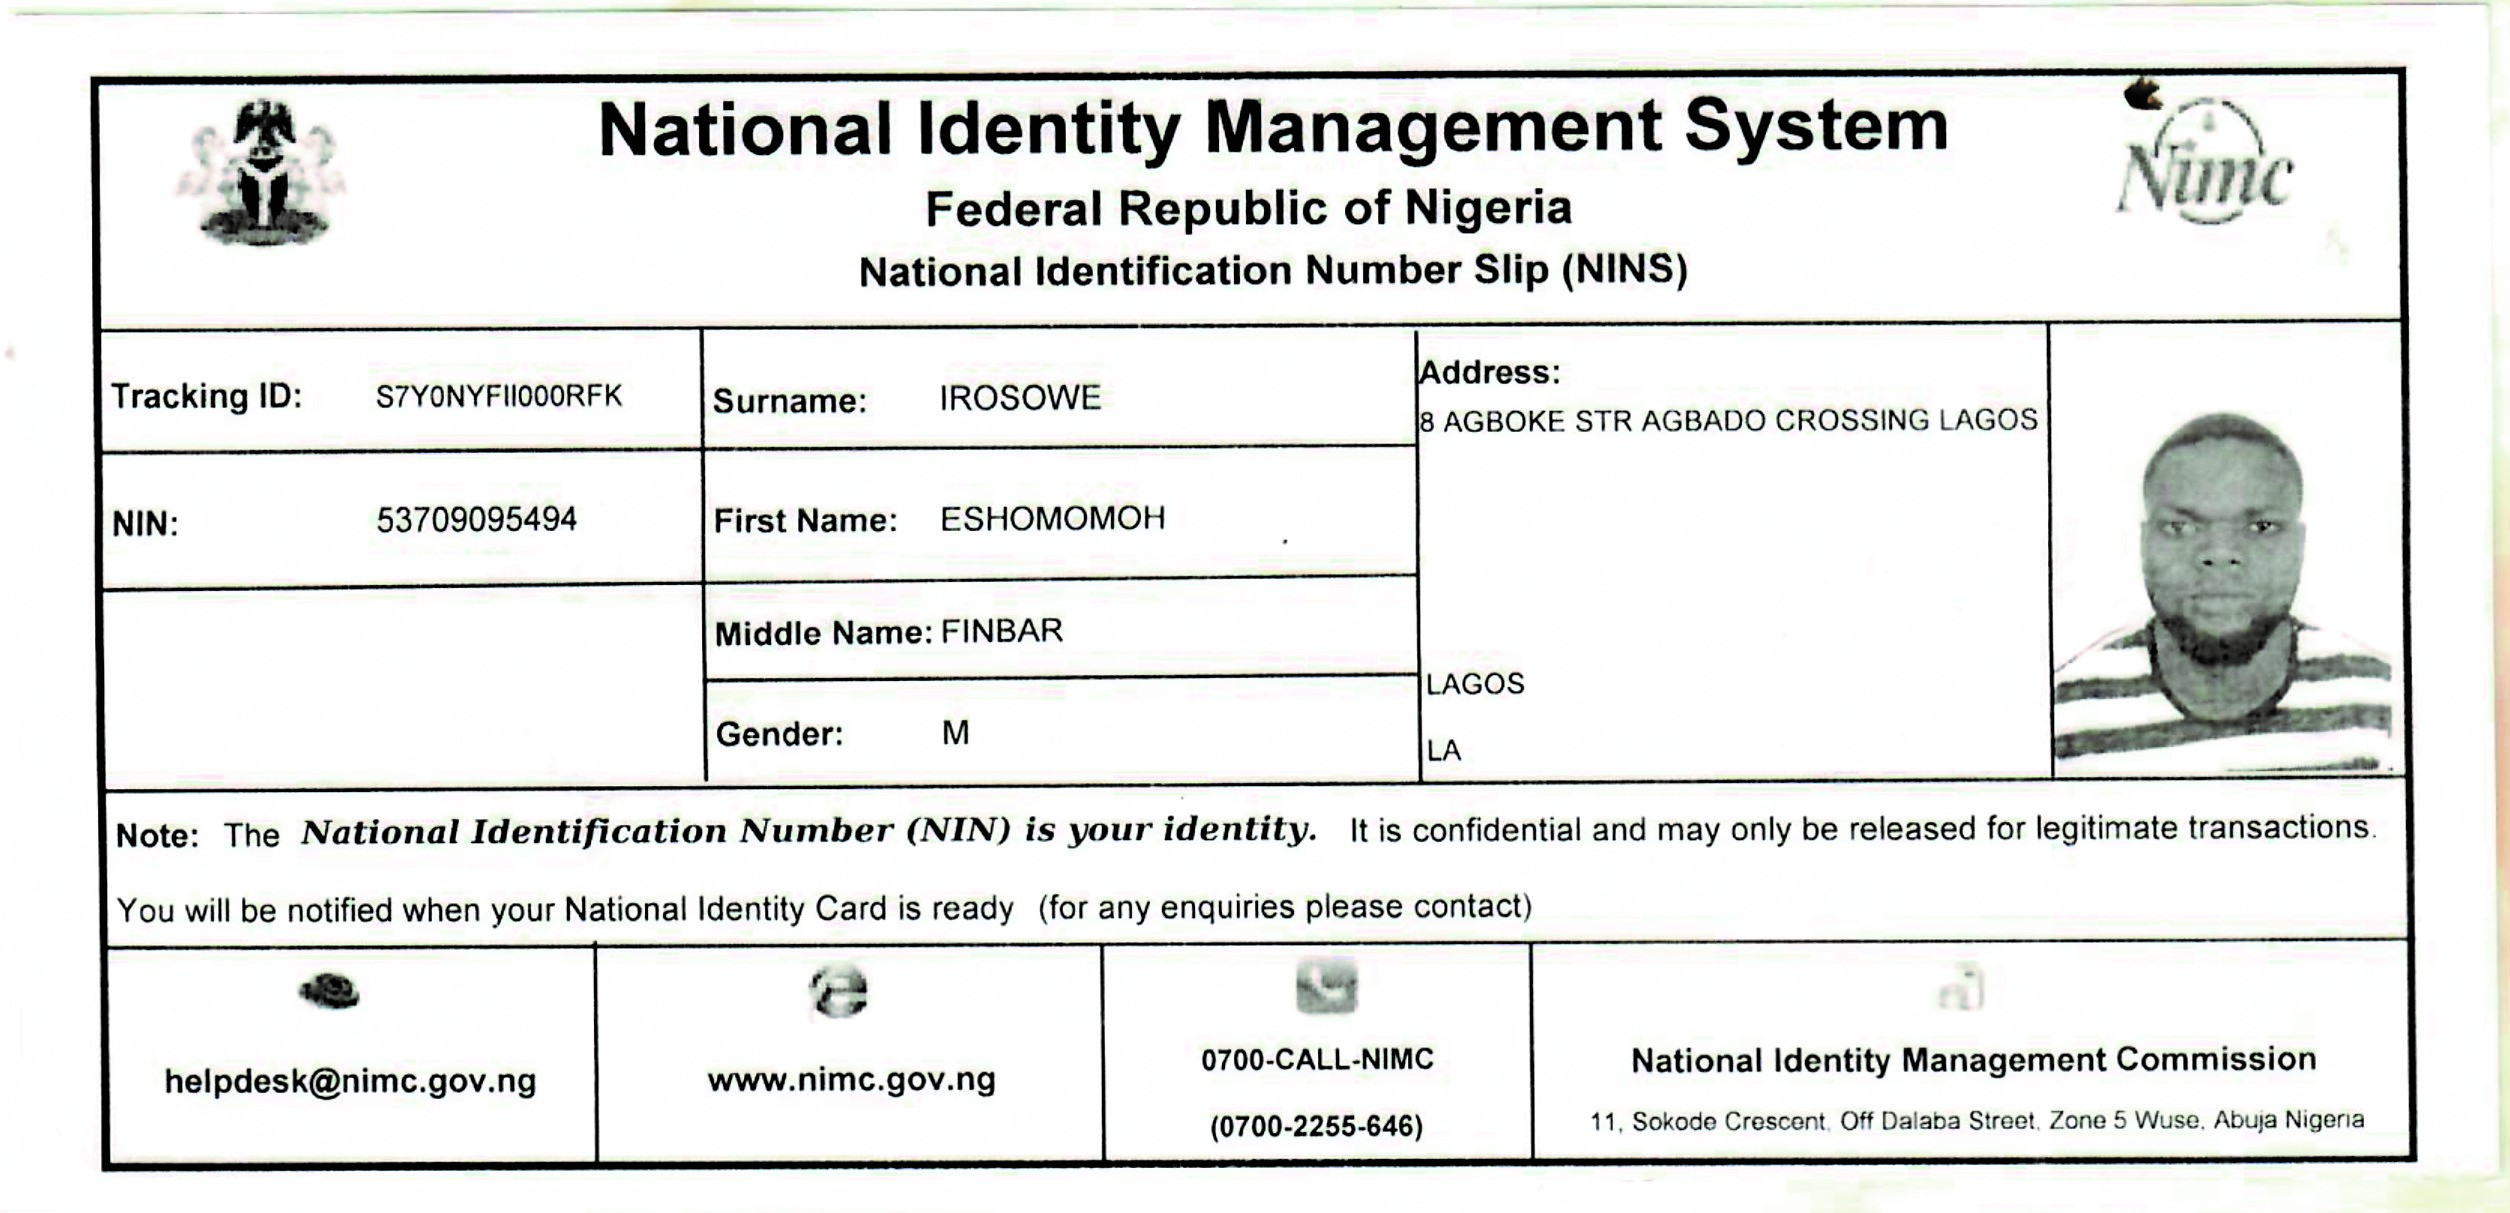 National Identity Management System
Federal Republic of Nigeria
National Identification Number Slip (NINS)
Nimc
Tracking ID: S7Y0NYFII000RFK
Surname: IROSOWE
Address:
8 AGBOKE STR AGBADO CROSSING LAGOS
NIN: 53709095494
First Name: ESHOMOMOH
Middle Name: FINBAR
LAGOS
Gender: M
LA
Note: The National Identification Number (NIN) is your identity. It is confidential and may only be released for legitimate transactions.
You will be notified when your National Identity Card is ready (for any enquiries please contact)
helpdesk@nimc.gov.ng
www.nimc.gov.ng
0700-CALL-NIMC
(0700-2255-646)
National Identity Management Commission
11, Sokode Crescent, Off Dalaba Street, Zone 5 Wuse, Abuja Nigeria